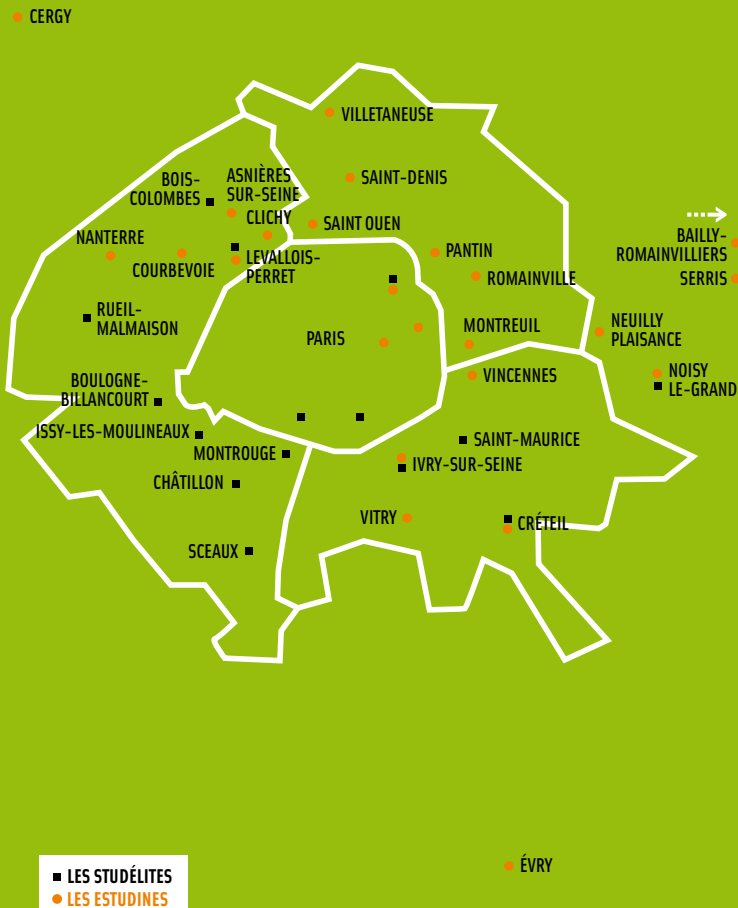 CERGY
VILLETANEUSE
BOIS-
COLOMBES
ASNIÈRES
SUR-SEINE
SAINT-DENIS
CLICHY
SAINT OUEN
NANTERRE
COURBEVOIE
LEVALLOIS-
PERRET
PANTIN
ROMAINVILLE
BAILLY-
ROMAINVILLIERS
SERRIS
RUEIL-
MALMAISON
PARIS
MONTREUIL
NEUILLY
PLAISANCE
BOULOGNE-
BILLANCOURT
VINCENNES
NOISY
LE-GRAND
ISSY-LES-MOULINEAUX
MONTROUGE
SAINT-MAURICE
IVRY-SUR-SEINE
CHÂTILLON
VITRY
CRÉTEIL
SCEAUX
ÉVRY
LES STUDÉLITES
LES ESTUDINES